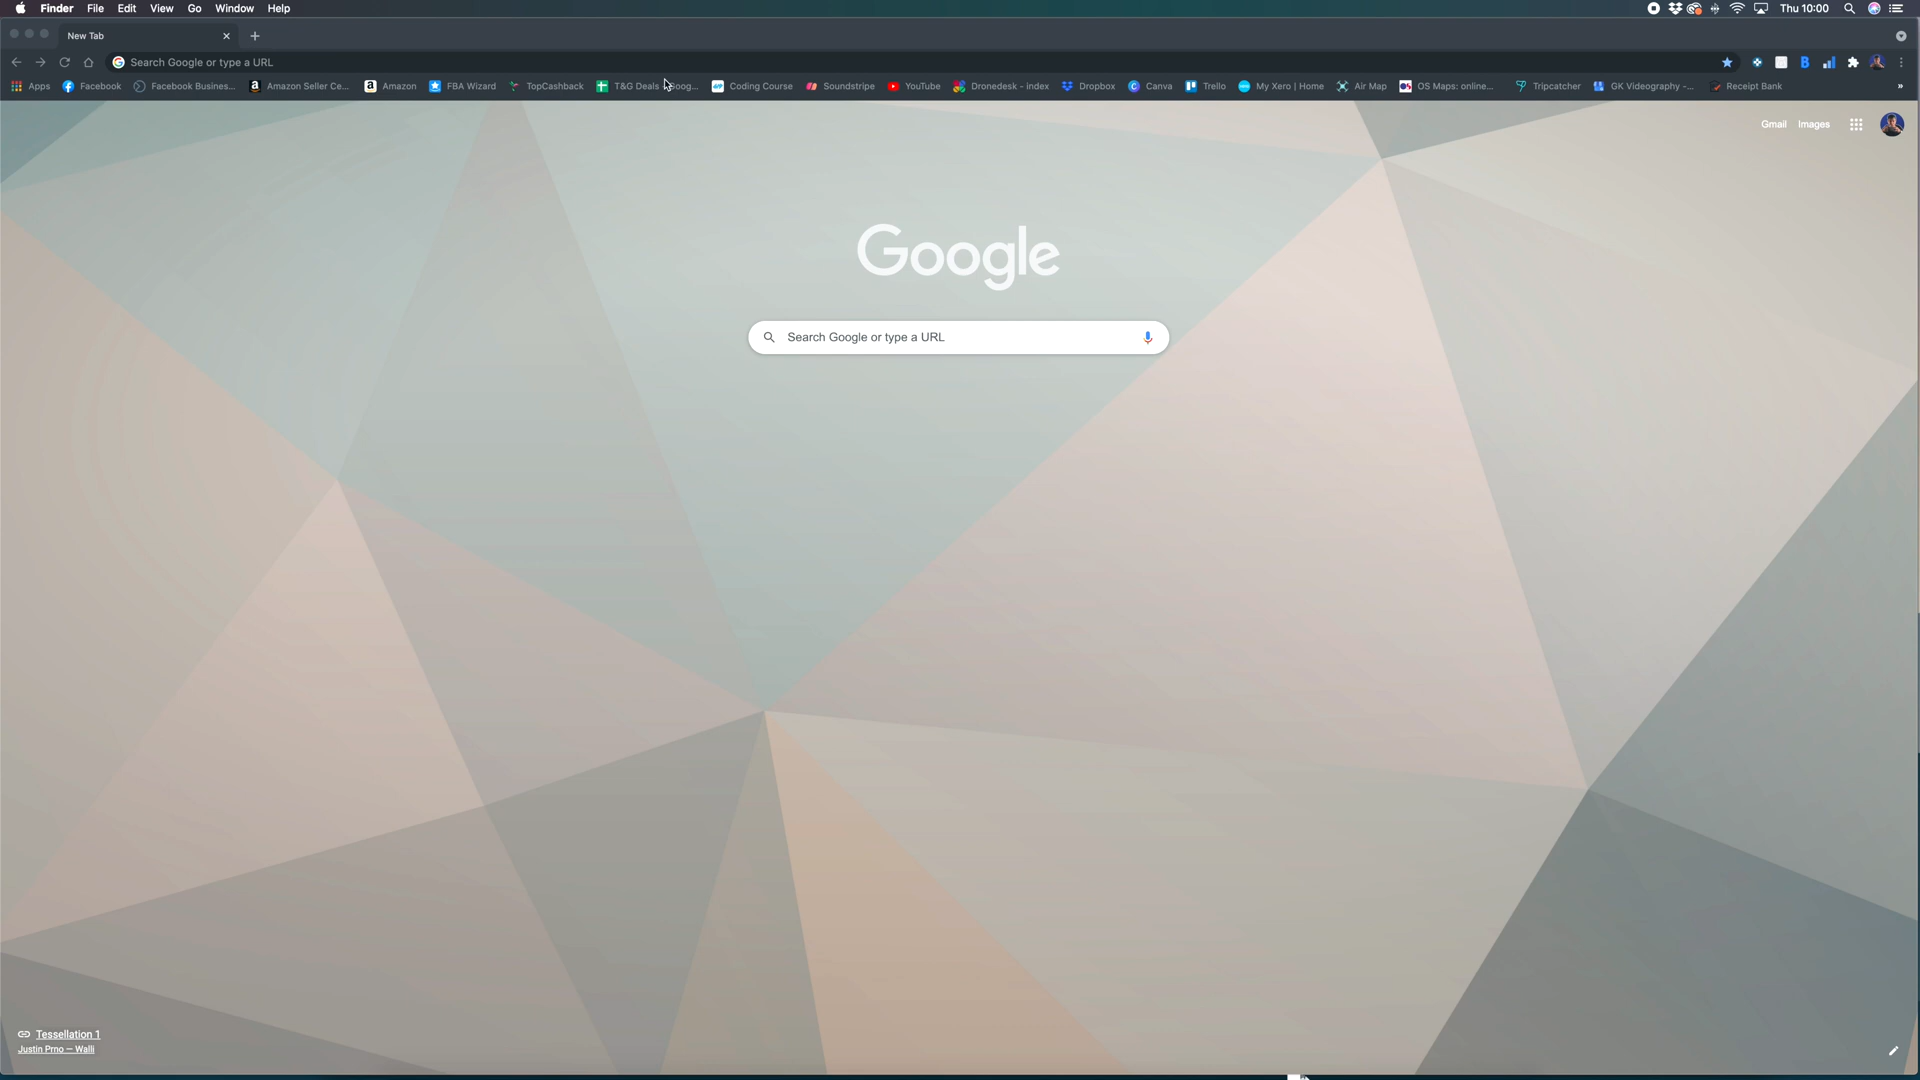 Finder File Edit View Go Window Help Thu 10:00
New Tab
Search Google or type a URL
Apps Facebook Facebook Busines... Amazon Seller Ce... Amazon FBA Wizard TopCashback T&G Deals Goog... Coding Course Soundstripe YouTube Dronedesk - index Dropbox Canva Trello My Xero | Home Air Map OS Maps: online... Tripcatcher GK Videography -... Receipt Bank »
Gmail Images
Google
Search Google or type a URL
Tessellation 1
Justin Prno — Walli